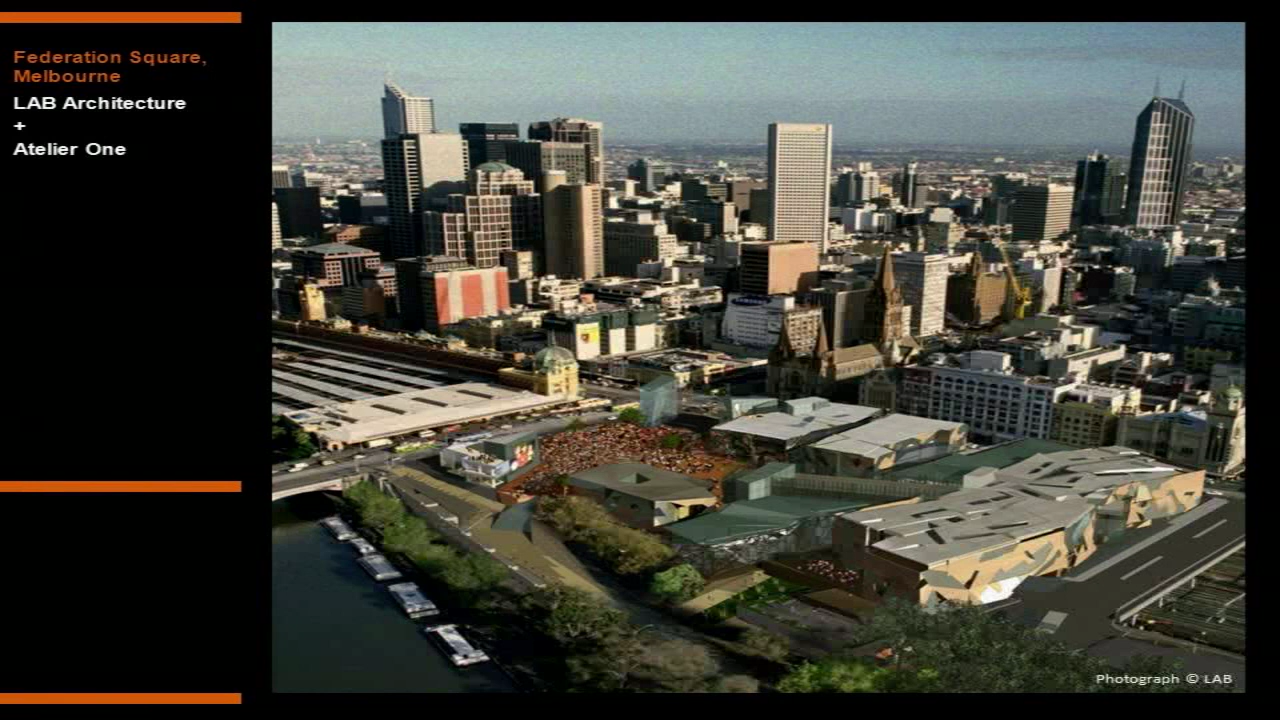 Federation Square,
Melbourne
LAB Architecture
+
Atelier One
Photograph © LAB